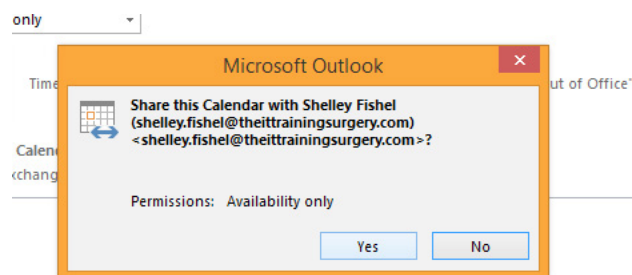 only
Microsoft Outlook
Time
Share this Calendar with Shelley Fishel
ut of Office"
(shelley.fishel@theittrainingsurgery.com)
<shelley.fishel@theittrainingsurgery.com>?
Calen
xchang
Permissions: Availability only
Yes No